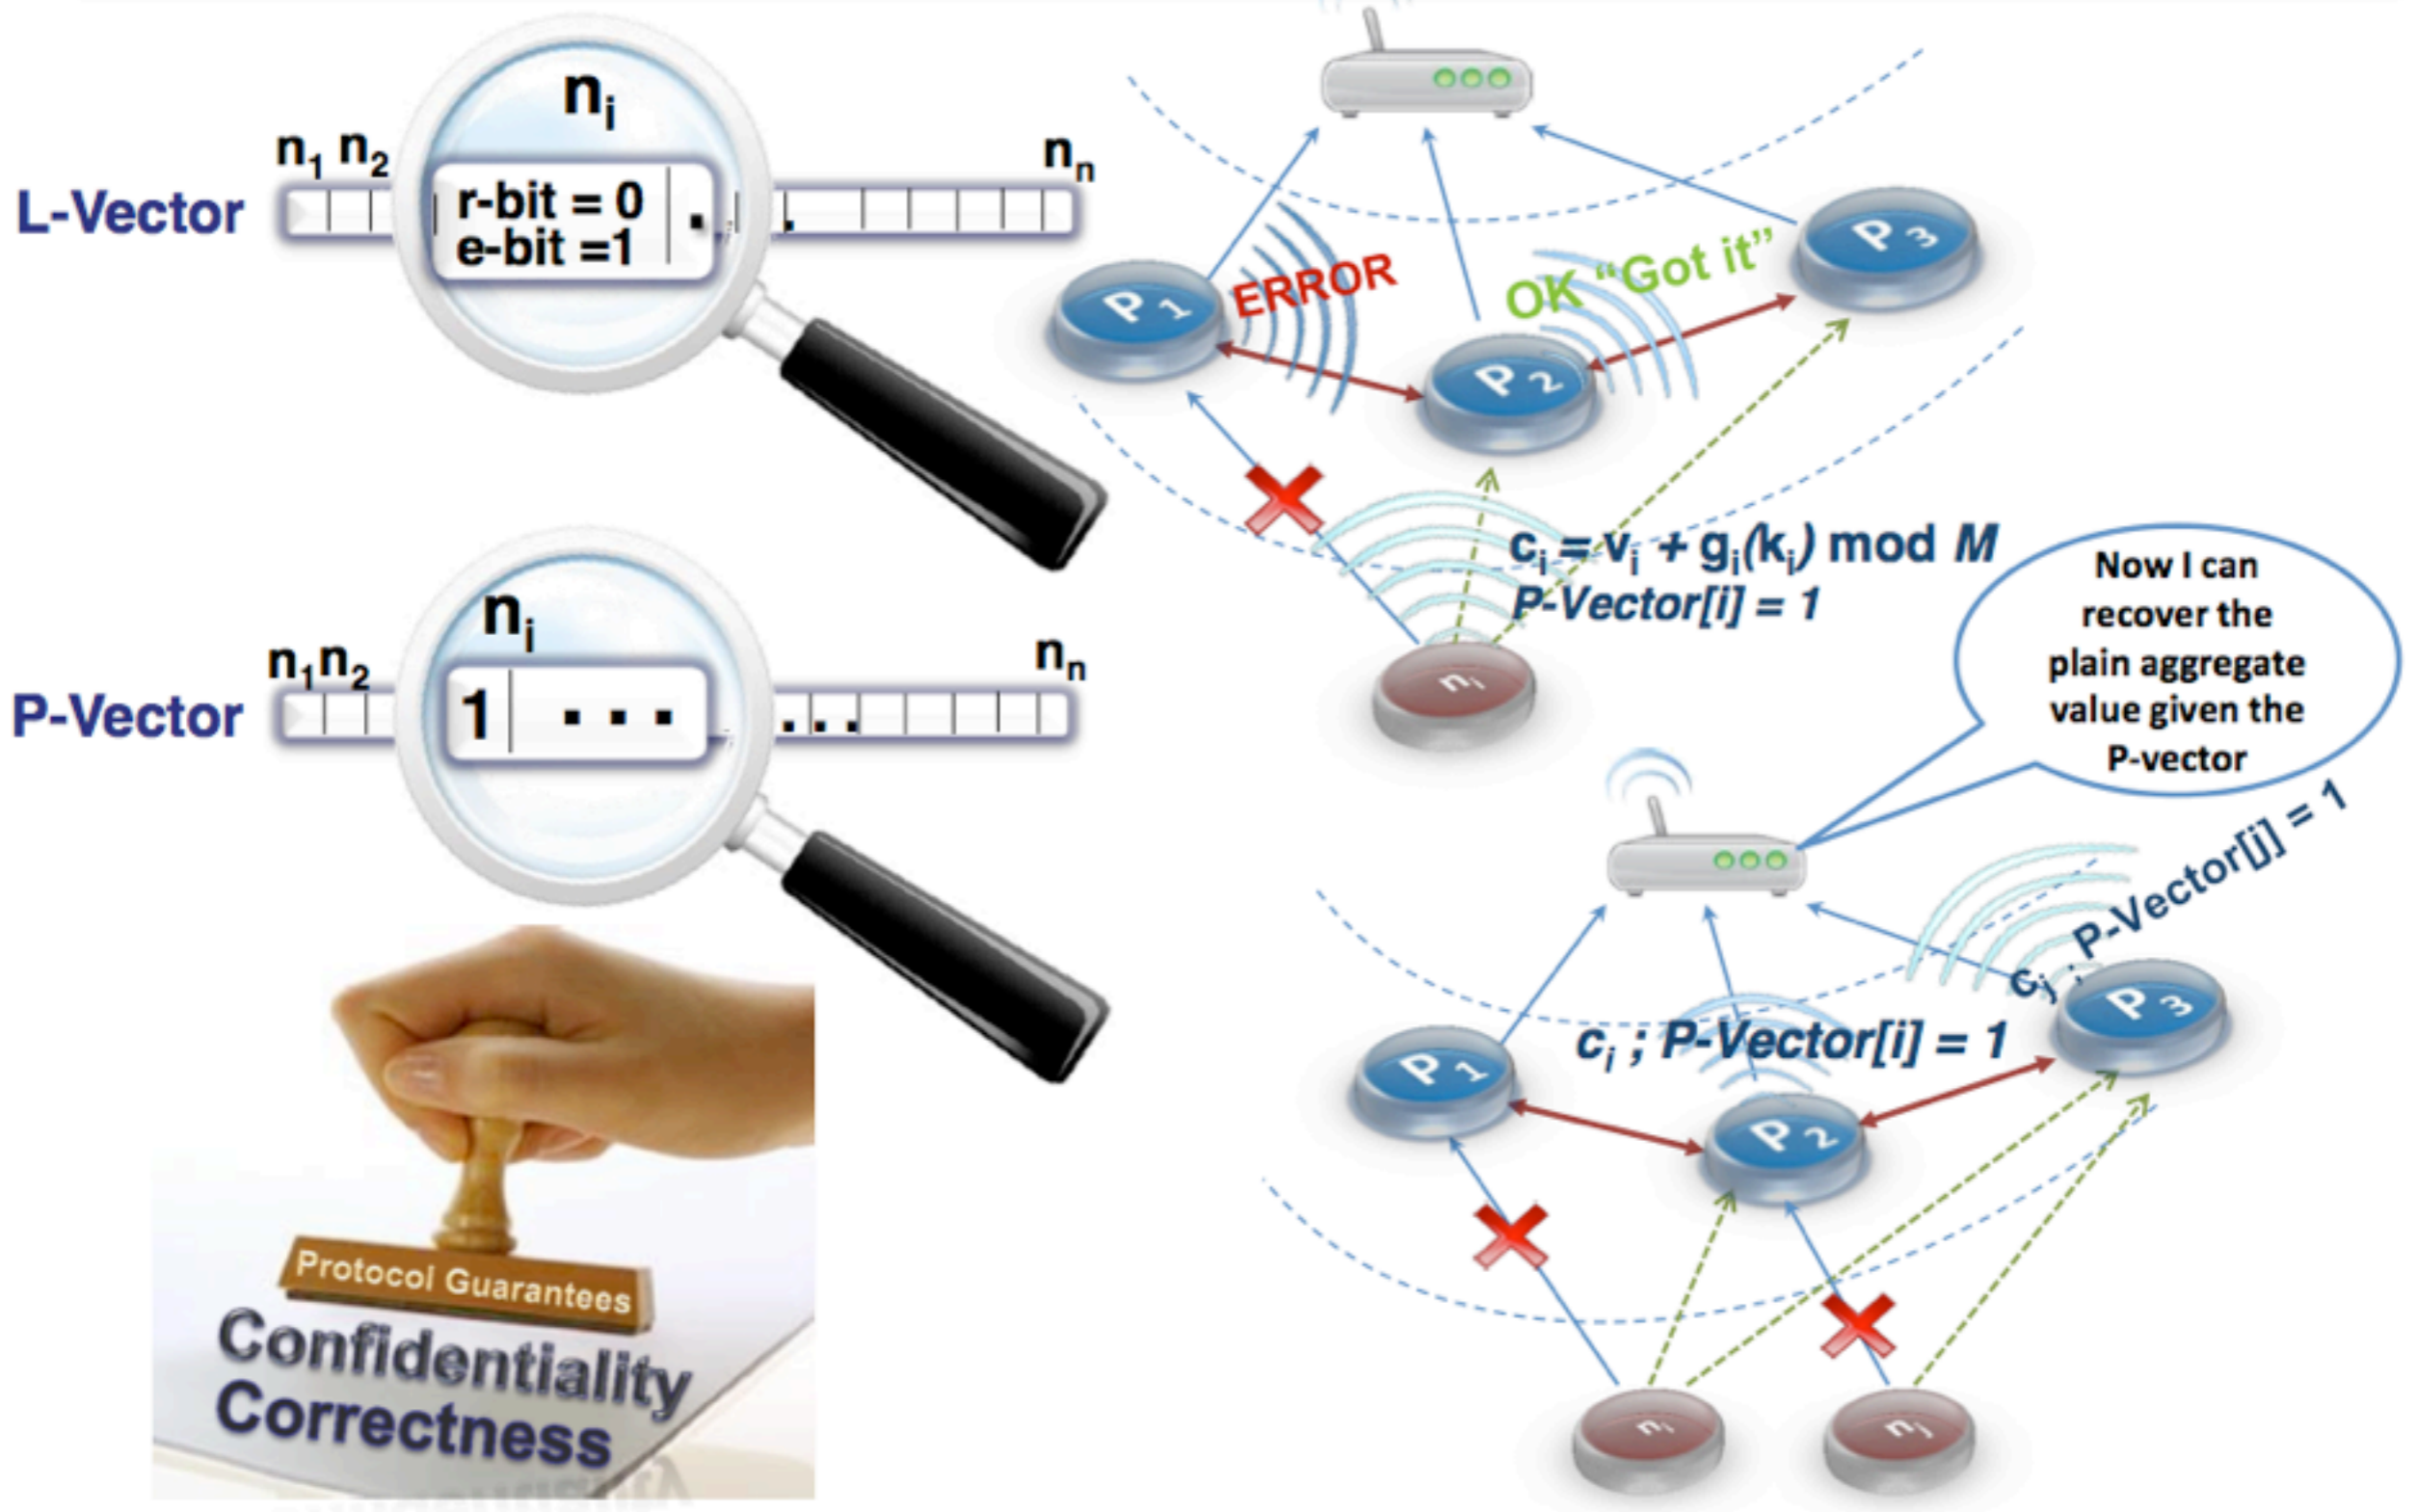 n₁ n₂
nᵢ
nₙ
L-Vector
r-bit = 0
e-bit =1
P₁
ERROR
P₂
OK “Got it”
P₃
cᵢ = vᵢ + gᵢ(kᵢ) mod M
P-Vector[i] = 1
nᵢ
n₁n₂
nᵢ
nₙ
P-Vector
1 ...
...
Now I can
recover the
plain aggregate
value given the
P-vector
cⱼ ; P-Vector[j] = 1
cᵢ ; P-Vector[i] = 1
P₁
P₂
P₃
nᵢ
nⱼ
Protocol Guarantees
Confidentiality
Correctness